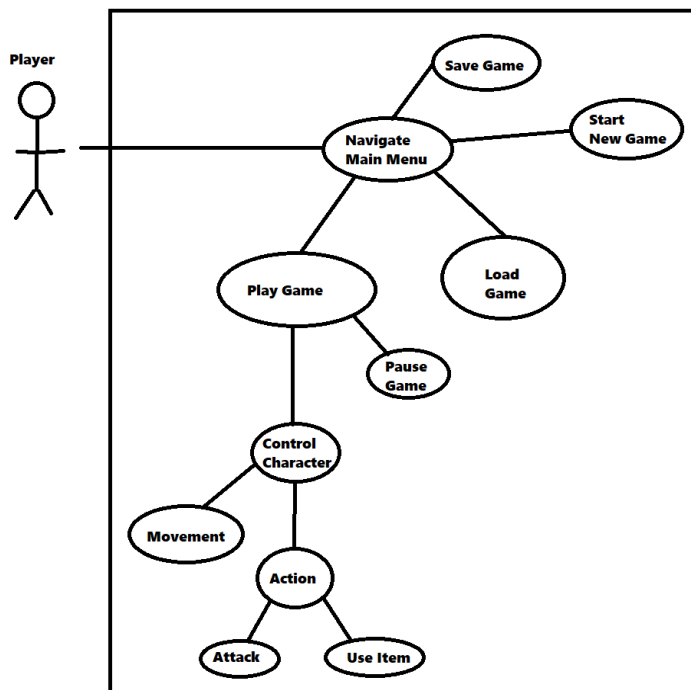 Player
Save Game
Start
New Game
Navigate
Main Menu
Load
Game
Play Game
Pause
Game
Control
Character
Movement
Action
Attack
Use Item